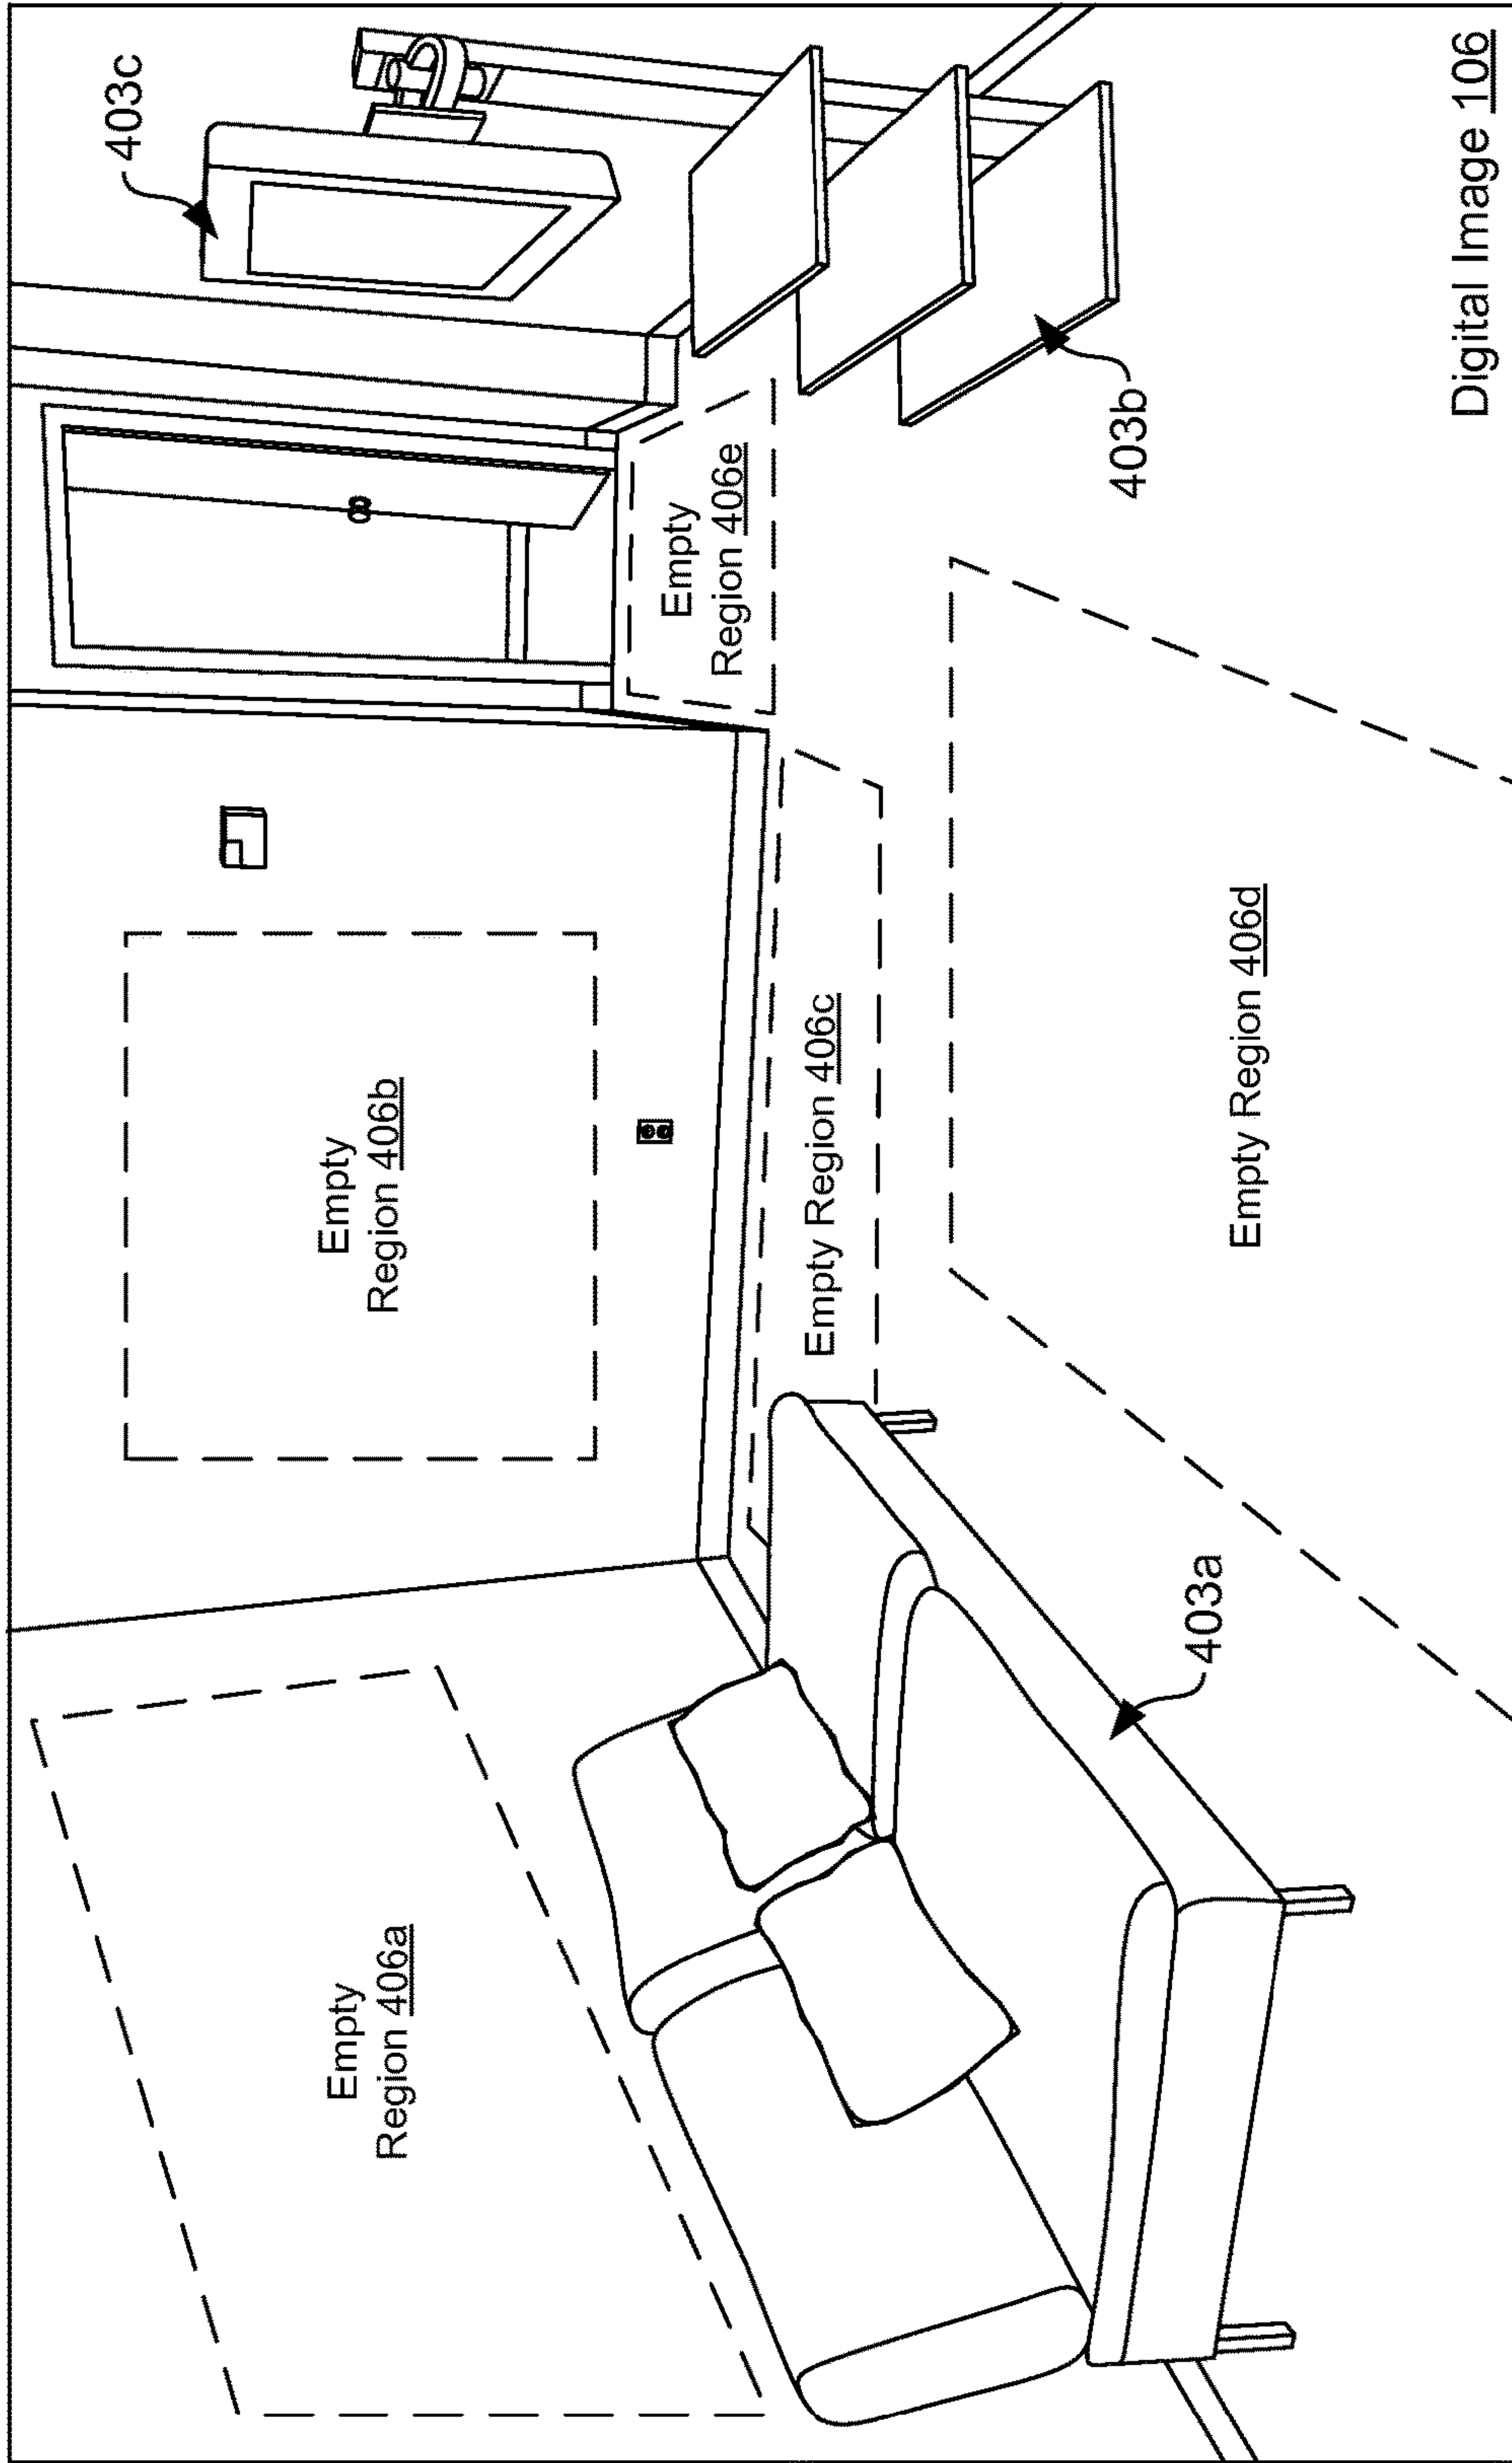 Empty
Region 406a
Empty
Region 406b
403c
Empty
Region 406e
Empty Region 406c
403b
403a
Empty Region 406d
Digital Image 106